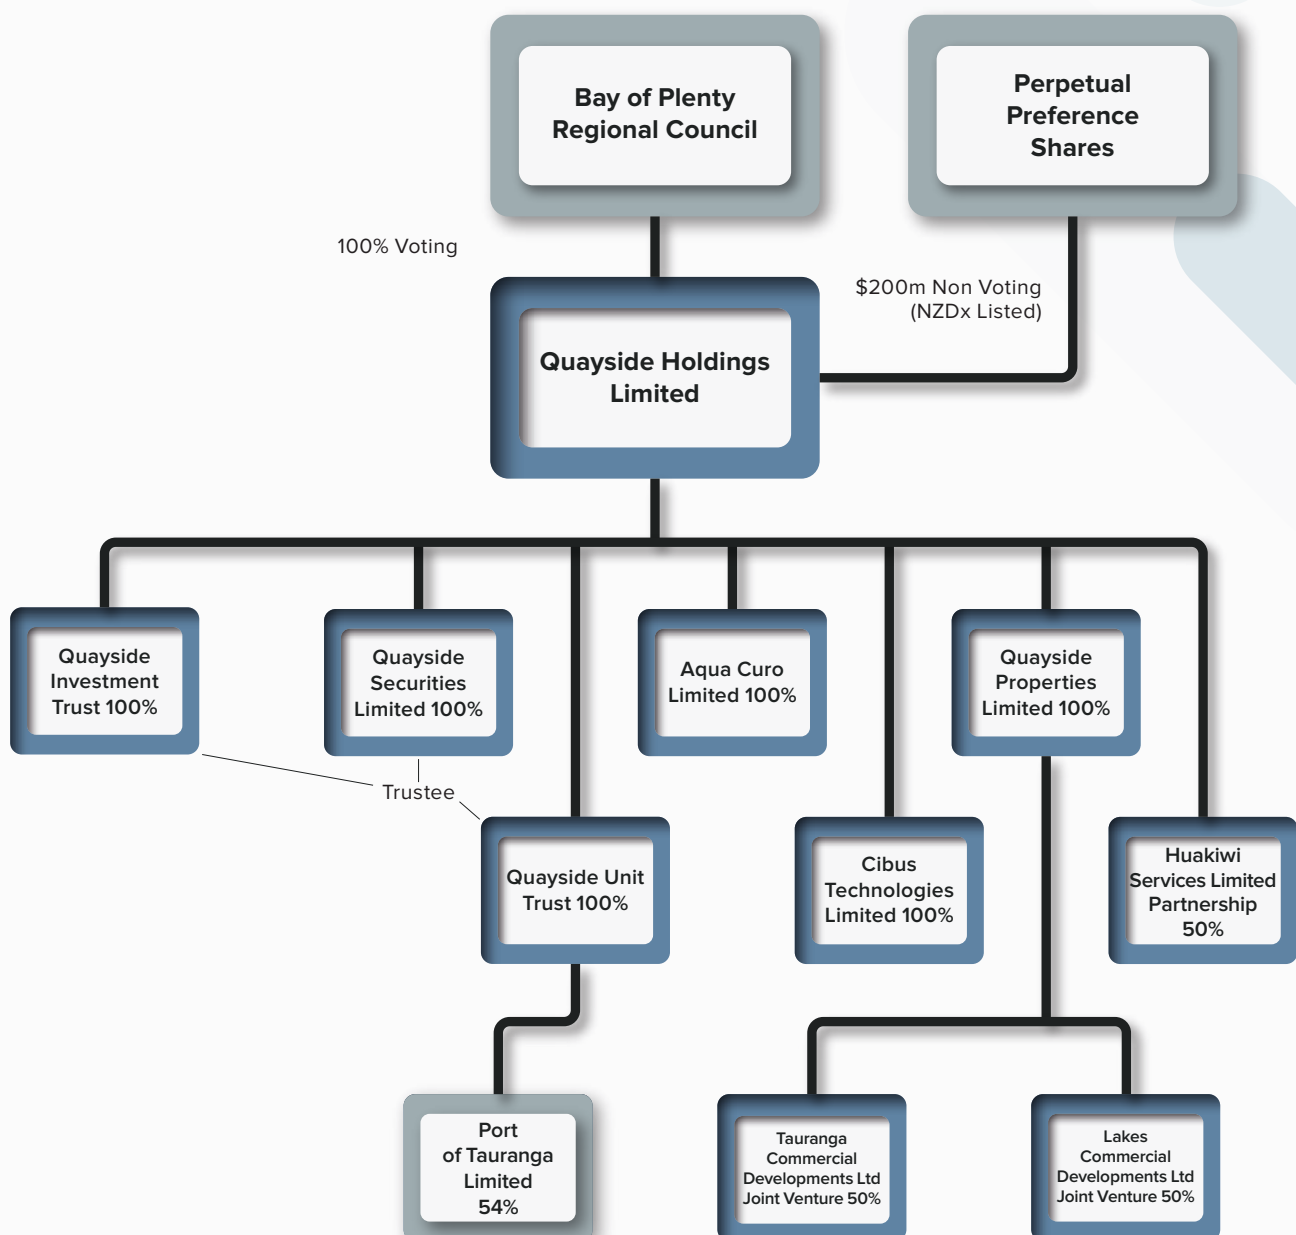 Bay of Plenty
Regional Council
Perpetual
Preference
Shares
100% Voting
$200m Non Voting
(NZDx Listed)
Quayside Holdings
Limited
Quayside
Investment
Trust 100%
Quayside
Securities
Limited 100%
Aqua Curo
Limited 100%
Quayside
Properties
Limited 100%
Trustee
Quayside Unit
Trust 100%
Cibus
Technologies
Limited 100%
Huakiwi
Services Limited
Partnership
50%
Port
of Tauranga
Limited
54%
Tauranga
Commercial
Developments Ltd
Joint Venture 50%
Lakes
Commercial
Developments Ltd
Joint Venture 50%